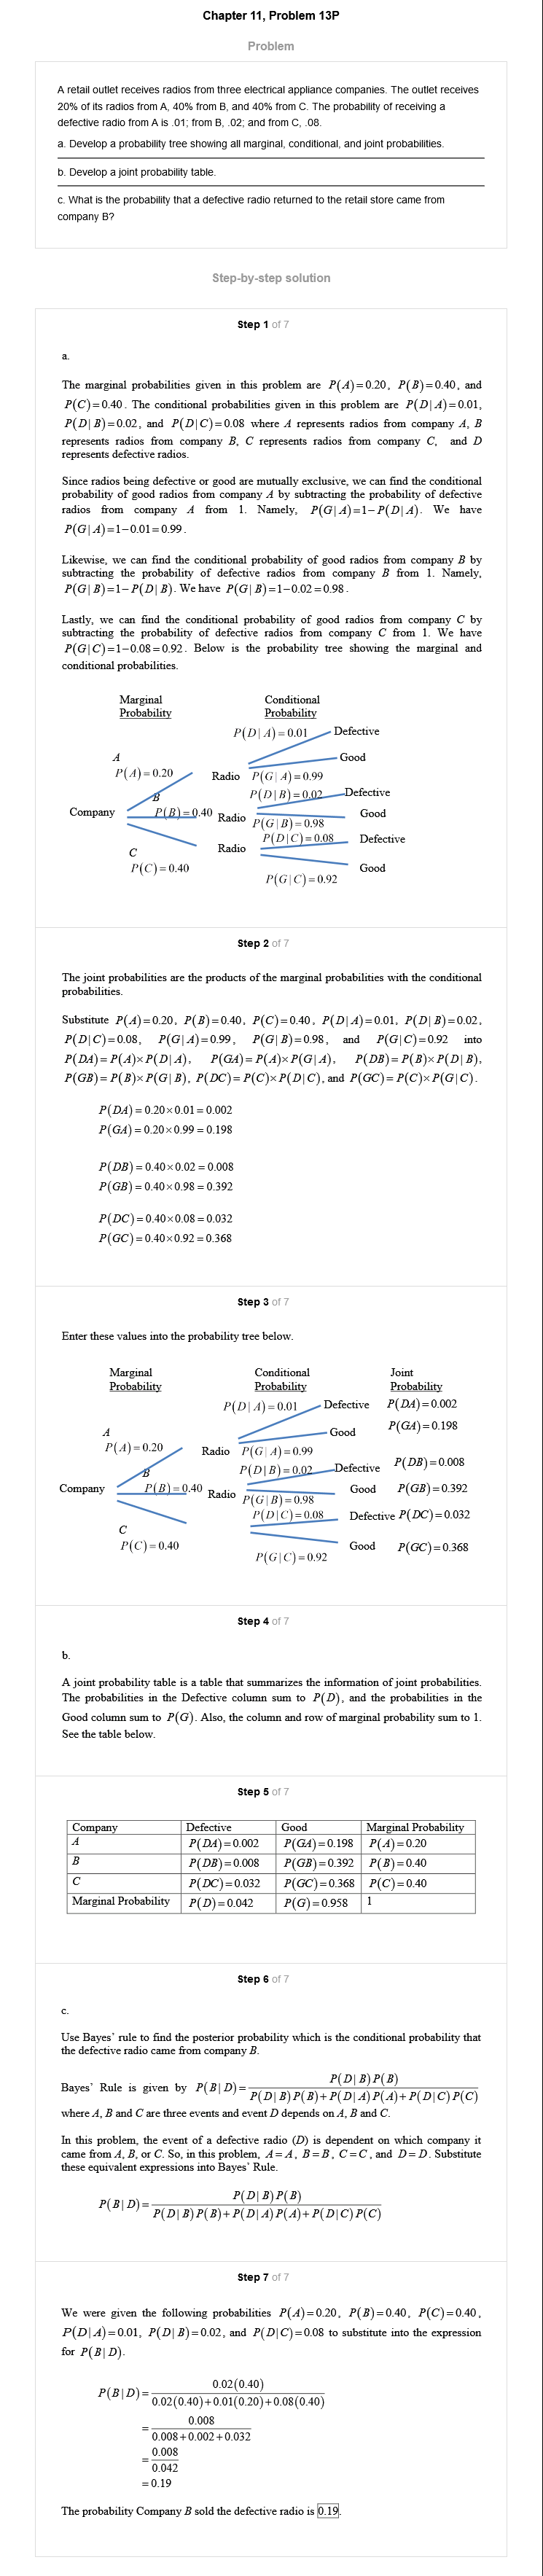 Chapter 11, Problem 13P
Problem
A retail outlet receives radios from three electrical appliance companies. The outlet receives
20% of its radios from A, 40% from B, and 40% from C. The probability of receiving a
defective radio from A is .01; from B, .02; and from C, .08.
a. Develop a probability tree showing all marginal, conditional, and joint probabilities.
b. Develop a joint probability table.
c. What is the probability that a defective radio returned to the retail store came from
company B?
Step-by-step solution
Step 1 of 7
a.
The marginal probabilities given in this problem are P(A)=0.20, P(B)=0.40, and
P(C)=0.40. The conditional probabilities given in this problem are P(D|A)=0.01,
P(D|B)=0.02, and P(D|C)=0.08 where A represents radios from company A, B
represents radios from company B, C represents radios from company C, and D
represents defective radios.
Since radios being defective or good are mutually exclusive, we can find the conditional
probability of good radios from company A by subtracting the probability of defective
radios from company A from 1. Namely, P(G|A)=1−P(D|A). We have
P(G|A)=1−0.01=0.99.
Likewise, we can find the conditional probability of good radios from company B by
subtracting the probability of defective radios from company B from 1. Namely,
P(G|B)=1−P(D|B). We have P(G|B)=1−0.02=0.98.
Lastly, we can find the conditional probability of good radios from company C by
subtracting the probability of defective radios from company C from 1. We have
P(G|C)=1−0.08=0.92. Below is the probability tree showing the marginal and
conditional probabilities.
Marginal Conditional
Probability Probability
P(D|A)=0.01 Defective
A Good
P(A)=0.20 Radio P(G|A)=0.99
B P(D|B)=0.02 Defective
Company P(B)=0.40 Radio Good
P(G|B)=0.98
P(D|C)=0.08 Defective
C Radio
P(C)=0.40 Good
P(G|C)=0.92
Step 2 of 7
The joint probabilities are the products of the marginal probabilities with the conditional
probabilities.
Substitute P(A)=0.20, P(B)=0.40, P(C)=0.40, P(D|A)=0.01, P(D|B)=0.02,
P(D|C)=0.08, P(G|A)=0.99, P(G|B)=0.98, and P(G|C)=0.92 into
P(DA)=P(A)×P(D|A), P(GA)=P(A)×P(G|A), P(DB)=P(B)×P(D|B),
P(GB)=P(B)×P(G|B), P(DC)=P(C)×P(D|C), and P(GC)=P(C)×P(G|C).
P(DA)=0.20×0.01=0.002
P(GA)=0.20×0.99=0.198
P(DB)=0.40×0.02=0.008
P(GB)=0.40×0.98=0.392
P(DC)=0.40×0.08=0.032
P(GC)=0.40×0.92=0.368
Step 3 of 7
Enter these values into the probability tree below.
Marginal Conditional Joint
Probability Probability Probability
P(D|A)=0.01 Defective P(DA)=0.002
A Good P(GA)=0.198
P(A)=0.20 Radio P(G|A)=0.99
B P(D|B)=0.02 Defective P(DB)=0.008
Company P(B)=0.40 Radio Good P(GB)=0.392
P(G|B)=0.98
P(D|C)=0.08 Defective P(DC)=0.032
C
P(C)=0.40 Good P(GC)=0.368
P(G|C)=0.92
Step 4 of 7
b.
A joint probability table is a table that summarizes the information of joint probabilities.
The probabilities in the Defective column sum to P(D), and the probabilities in the
Good column sum to P(G). Also, the column and row of marginal probability sum to 1.
See the table below.
Step 5 of 7
Company Defective Good Marginal Probability
A P(DA)=0.002 P(GA)=0.198 P(A)=0.20
B P(DB)=0.008 P(GB)=0.392 P(B)=0.40
C P(DC)=0.032 P(GC)=0.368 P(C)=0.40
Marginal Probability P(D)=0.042 P(G)=0.958 1
Step 6 of 7
c.
Use Bayes' rule to find the posterior probability which is the conditional probability that
the defective radio came from company B.
Bayes' Rule is given by P(B|D)= P(D|B)P(B)
P(D|B)P(B)+P(D|A)P(A)+P(D|C)P(C)
where A, B and C are three events and event D depends on A, B and C.
In this problem, the event of a defective radio (D) is dependent on which company it
came from A, B, or C. So, in this problem, A=A, B=B, C=C, and D=D. Substitute
these equivalent expressions into Bayes' Rule.
P(B|D)= P(D|B)P(B)
P(D|B)P(B)+P(D|A)P(A)+P(D|C)P(C)
Step 7 of 7
We were given the following probabilities P(A)=0.20, P(B)=0.40, P(C)=0.40,
P(D|A)=0.01, P(D|B)=0.02, and P(D|C)=0.08 to substitute into the expression
for P(B|D).
P(B|D)= 0.02(0.40)
0.02(0.40)+0.01(0.20)+0.08(0.40)
= 0.008
0.008+0.002+0.032
= 0.008
0.042
=0.19
The probability Company B sold the defective radio is 0.19.